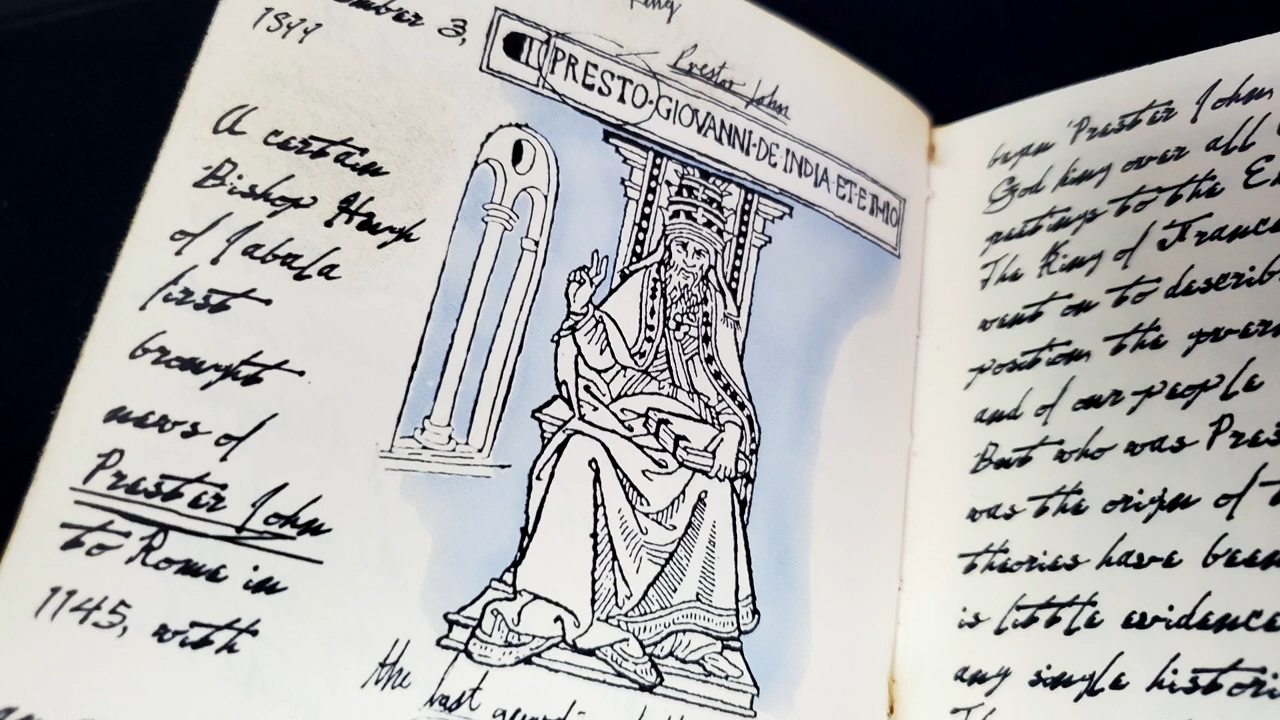 King
3,
1844
A certain
Bishop Hugh
of Jabala
first
brought
news of
Prester John
to Rome in
1145, with
Prester John
PRESTO·GIOVANNI·DE·INDIA·ET·ETHIO
the last
began 'Prester John,
God king over all
greetings to the
The King of France
went on to describ
position, the
and of our people
But who was Pres
was the origin of
theories have been
is little evidence
any single histori